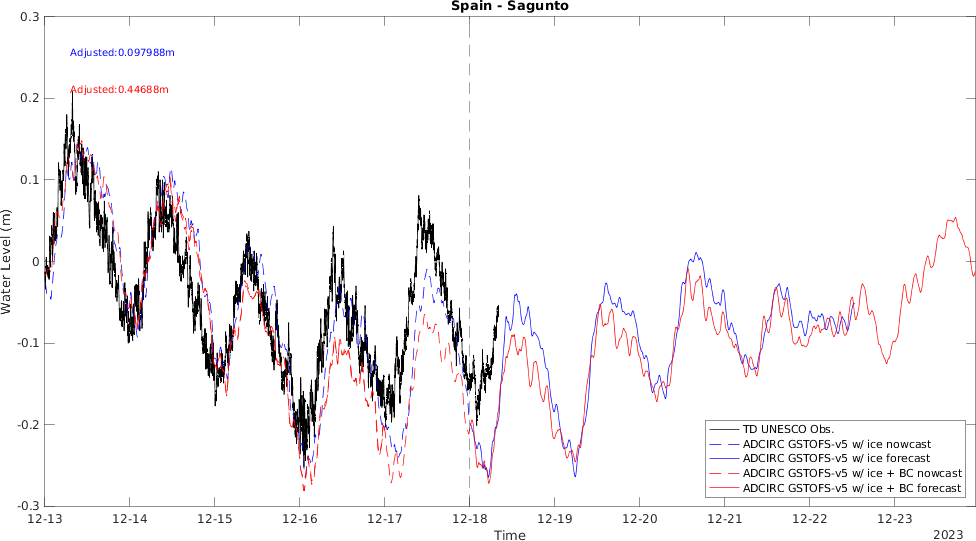 Spain - Sagunto
0.3
Adjusted:0.097988m
Adjusted:0.44688m
0.2
0.1
0
-0.1
-0.2
-0.3
Water Level (m)
TD UNESCO Obs.
ADCIRC GSTOFS-v5 w/ ice nowcast
ADCIRC GSTOFS-v5 w/ ice forecast
ADCIRC GSTOFS-v5 w/ ice + BC nowcast
ADCIRC GSTOFS-v5 w/ ice + BC forecast
12-13 12-14 12-15 12-16 12-17 12-18 12-19 12-20 12-21 12-22 12-23
Time
2023